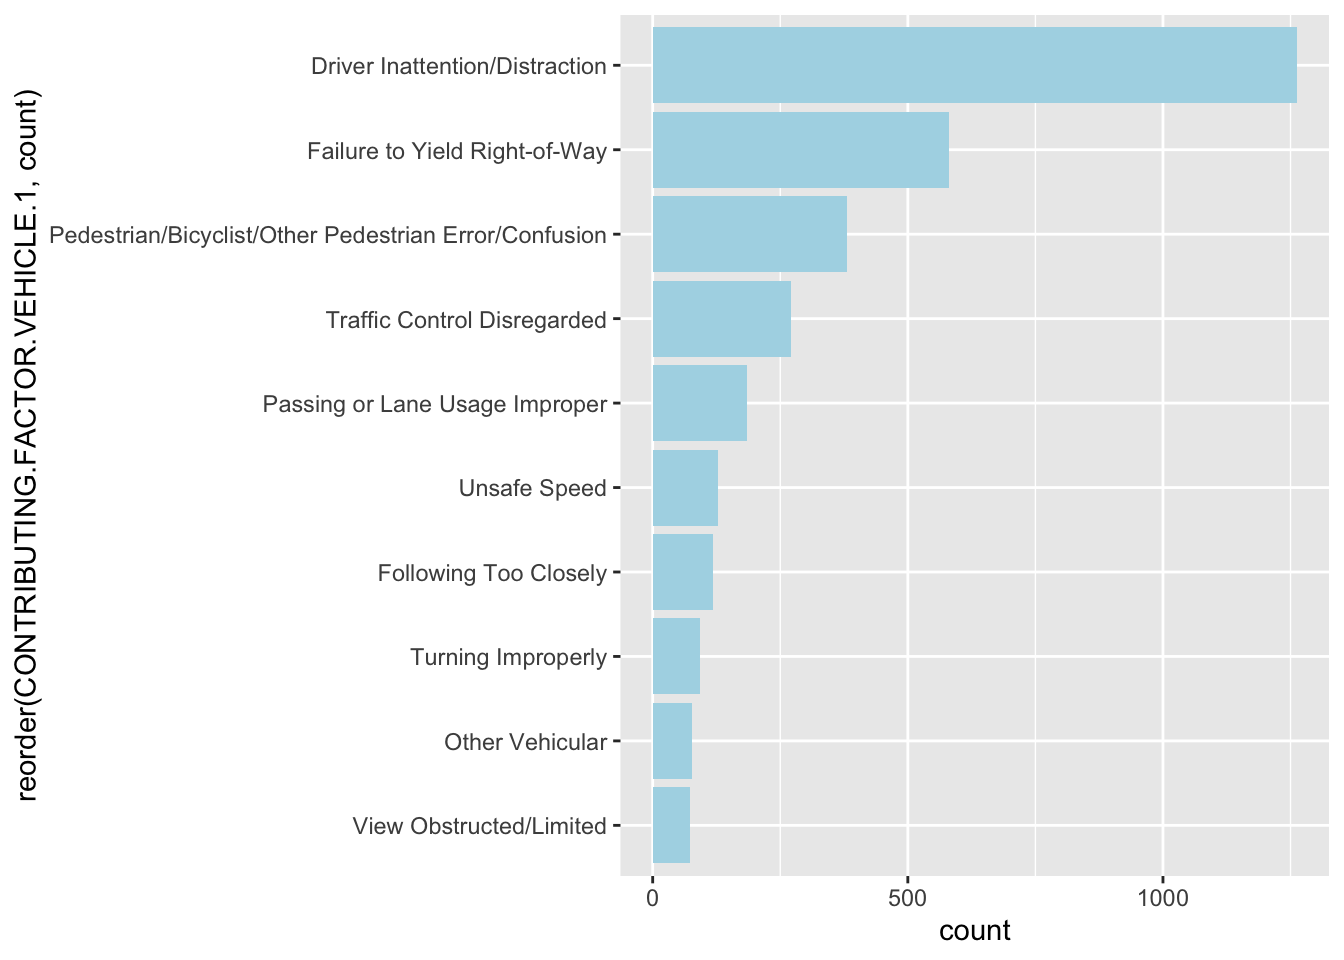 reorder(CONTRIBUTING.FACTOR.VEHICLE.1, count)
Driver Inattention/Distraction
Failure to Yield Right-of-Way
Pedestrian/Bicyclist/Other Pedestrian Error/Confusion
Traffic Control Disregarded
Passing or Lane Usage Improper
Unsafe Speed
Following Too Closely
Turning Improperly
Other Vehicular
View Obstructed/Limited
0 500 1000
count